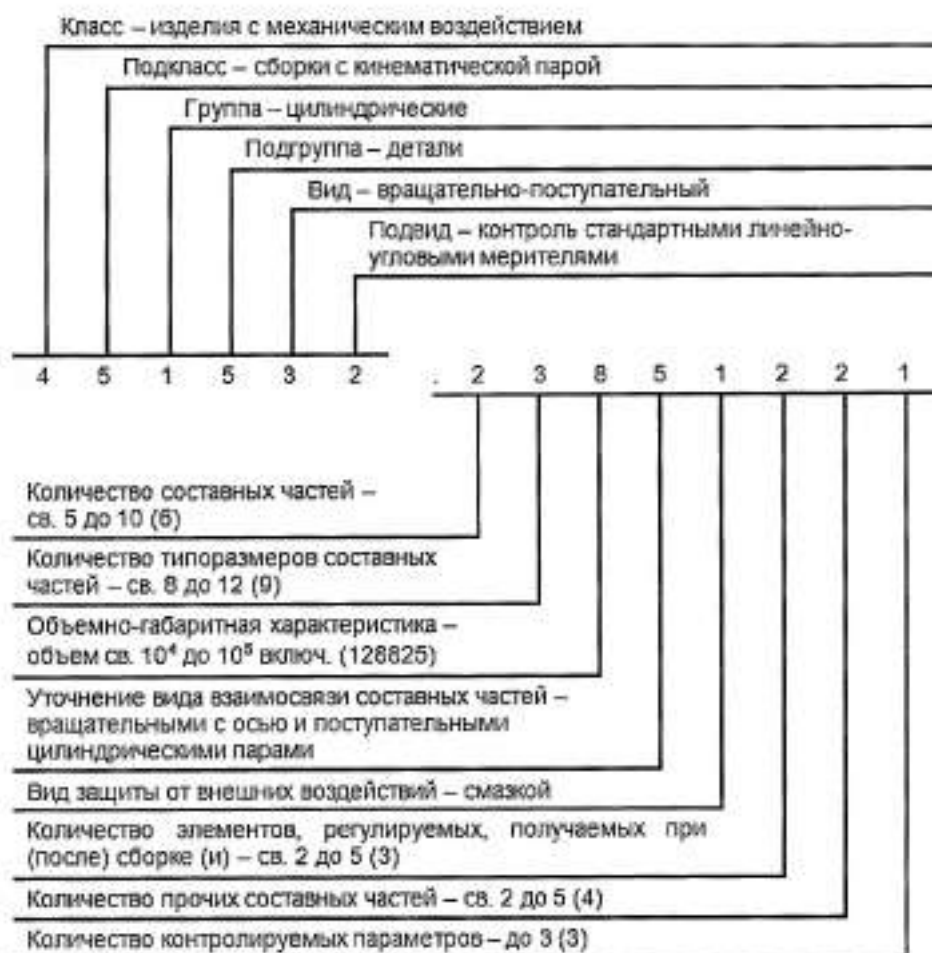 Класс – изделия с механическим воздействием
Подкласс – сборки с кинематической парой
Группа – цилиндрические
Подгруппа – детали
Вид – вращательно-поступательный
Подвид – контроль стандартными линейно-
угловыми мерителями
4 5 1 5 3 2 . 2 3 8 5 1 2 2 1
Количество составных частей –
св. 5 до 10 (6)
Количество типоразмеров составных
частей – св. 8 до 12 (9)
Объемно-габаритная характеристика –
объем св. 10⁴ до 10⁵ включ. (126825)
Уточнение вида взаимосвязи составных частей –
вращательными с осью и поступательными
цилиндрическими парами
Вид защиты от внешних воздействий – смазкой
Количество элементов, регулируемых, получаемых при
(после) сборке (и) – св. 2 до 5 (3)
Количество прочих составных частей – св. 2 до 5 (4)
Количество контролируемых параметров – до 3 (3)